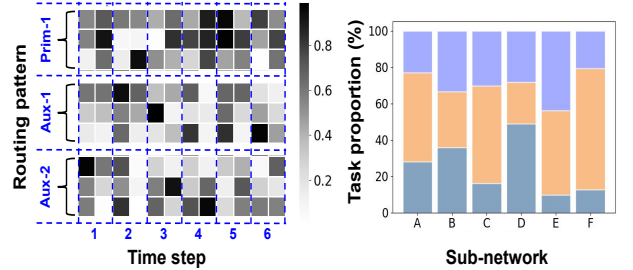 Routing pattern
Prim-1
Aux-1
Aux-2
1 2 3 4 5 6
Time step
0.8
0.6
0.4
0.2
Task proportion (%)
100
80
60
40
20
0
A B C D E F
Sub-network